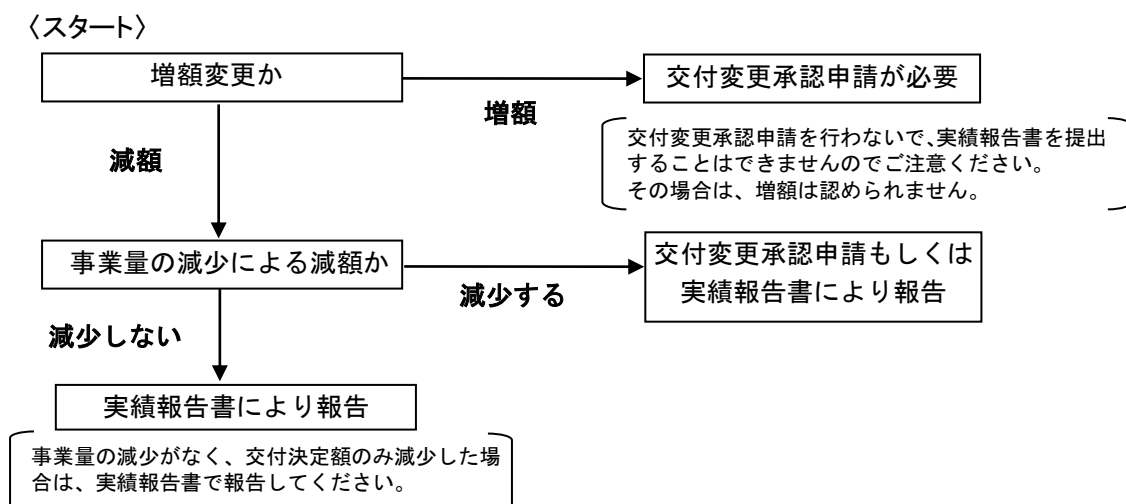 〈スタート〉
増額変更か
交付変更承認申請が必要
増額
交付変更承認申請を行わないで、実績報告書を提出
することはできませんのでご注意ください。
その場合は、増額は認められません。
減額
事業量の減少による減額か
交付変更承認申請もしくは
実績報告書により報告
減少する
減少しない
実績報告書により報告
事業量の減少がなく、交付決定額のみ減少した場
合は、実績報告書で報告してください。